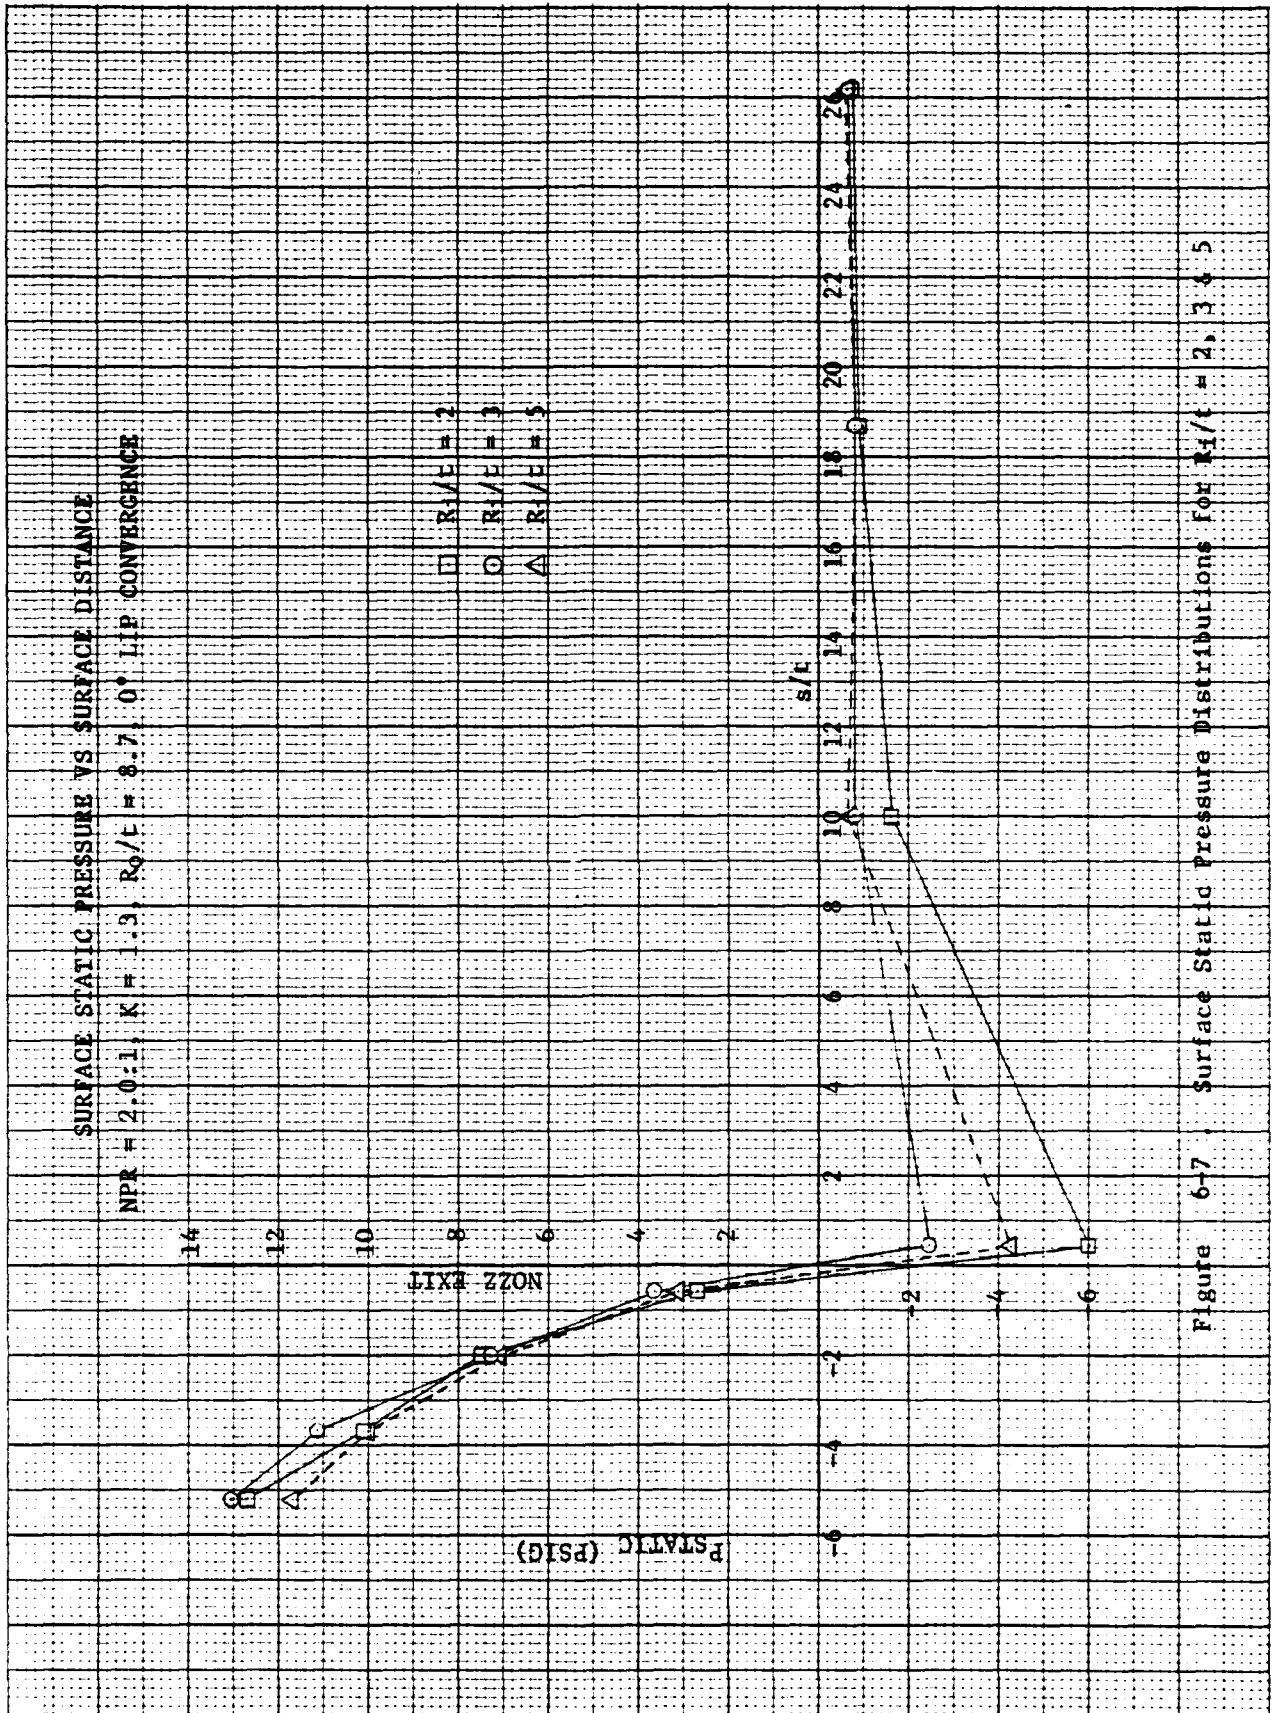 SURFACE STATIC PRESSURE VS SURFACE DISTANCE
NPR = 2.0:1, K = 1.3, Ro/t = 8.7, 0° LIP CONVERGENCE
□ Ri/t = 2
○ Ri/t = 3
△ Ri/t = 5
14
12
10
8
6
4
2
-2
-4
-6
NOZZ EXIT
PSTATIC (PSIG)
-6 -4 -2 2 4 6 8 10 12 14 16 18 20 22 24 26
s/t
Figure 6-7 . Surface Static Pressure Distributions for Ri/t = 2, 3 & 5